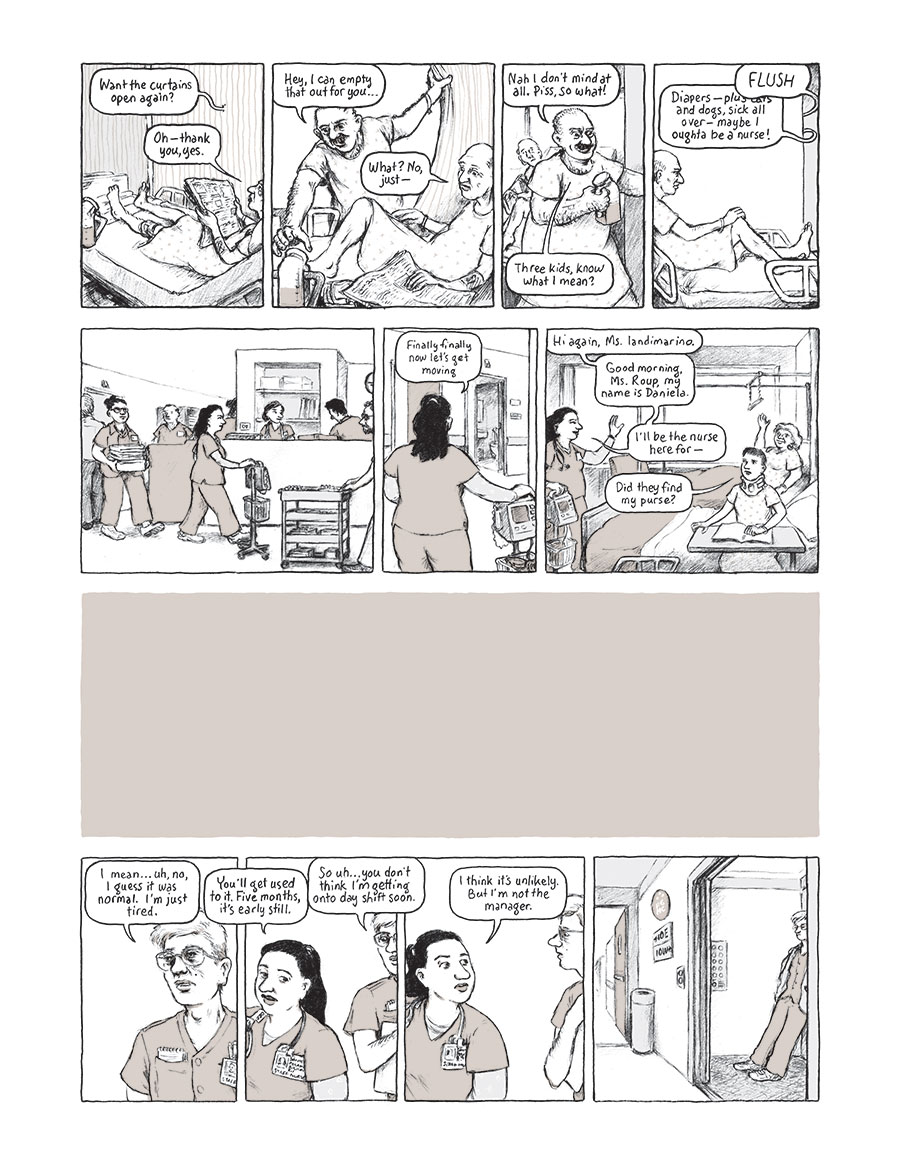 Want the curtains
open again?
Oh—thank
you, yes.
Hey, I can empty
that out for you!..
What? No,
just—
Nah I don't mind at
all. Piss, so what!
Three kids, know
what I mean?
FLUSH
Diapers—plus cats
and dogs, sick all
over—maybe I
oughta be a nurse!
Finally finally
now let's get
moving
Hi again, Ms. Iandimarino.
Good morning,
Ms. Roup, my
name is Daniela.
I'll be the nurse
here for—
Did they find
my purse?
I mean... uh, no,
I guess it was
normal. I'm just
tired.
You'll get used
to it. Five months,
it's early still.
So uh... you don't
think I'm getting
onto day shift soon.
I think it's unlikely.
But I'm not the
manager.